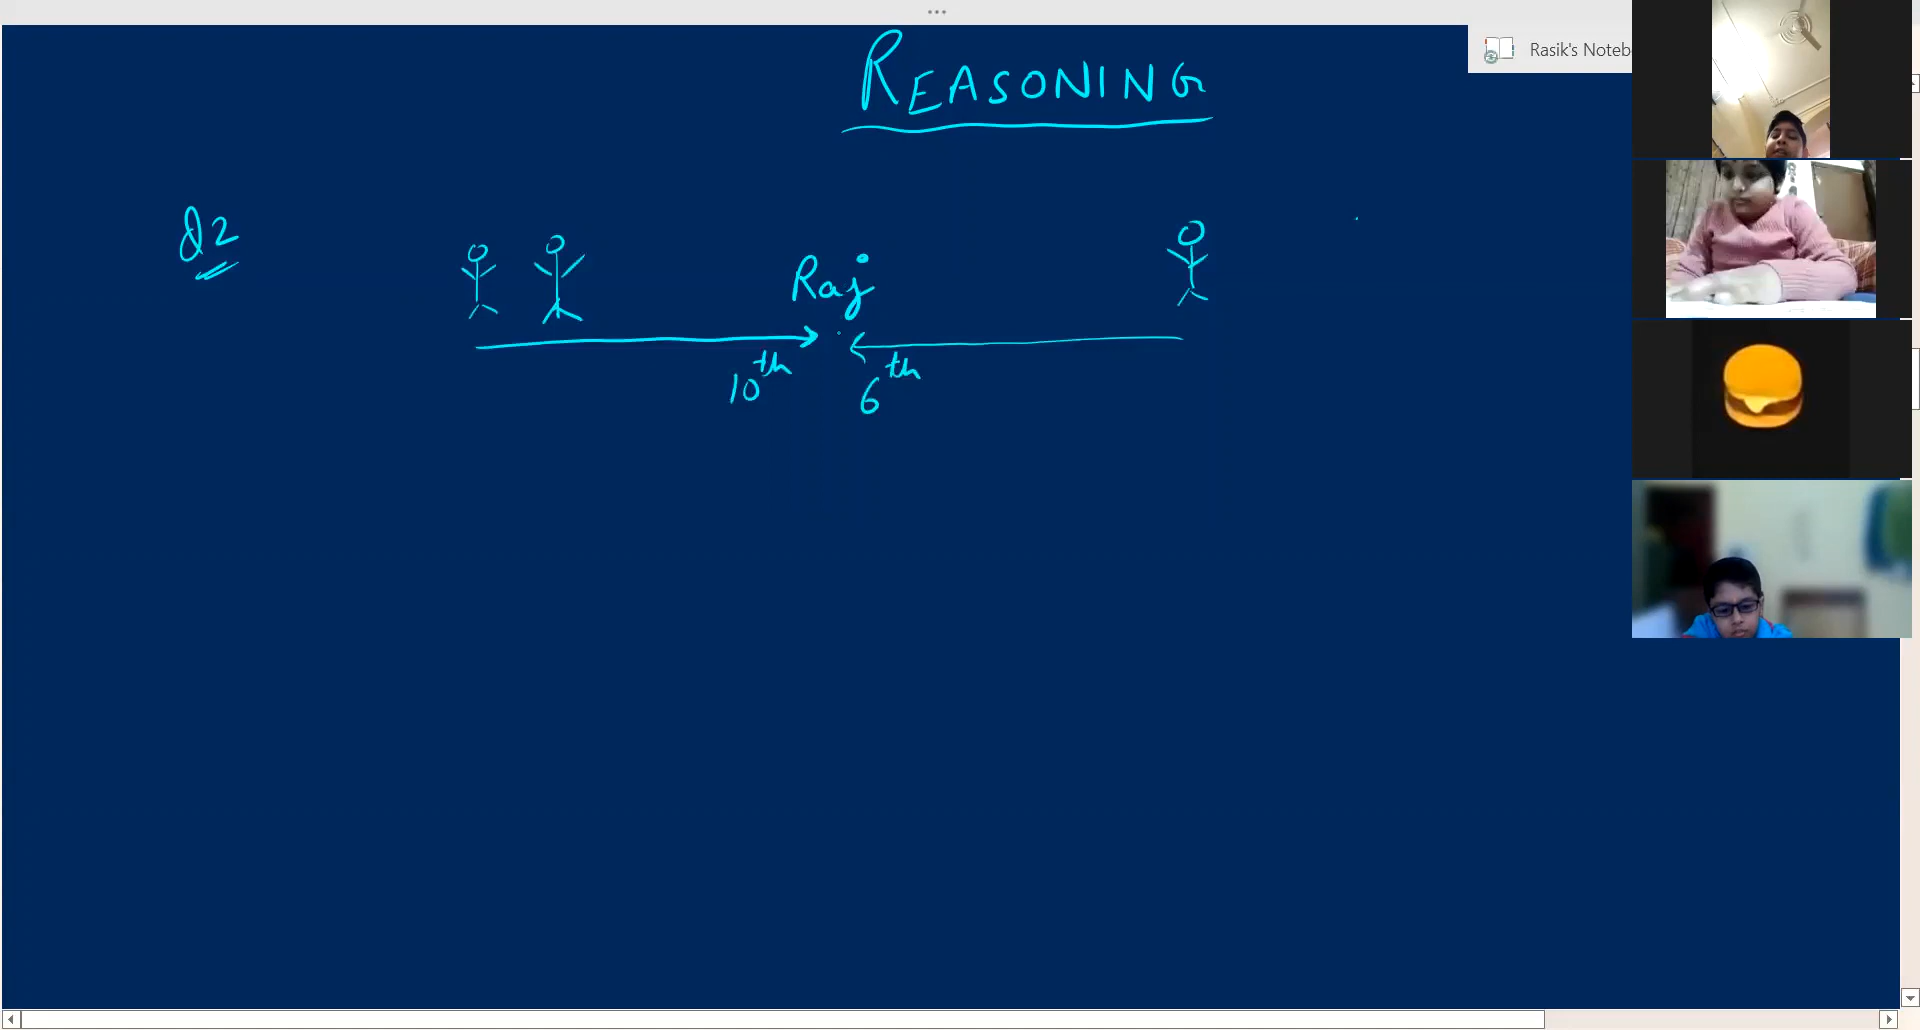 REASONING
Rasik's Noteb
Q2
Raj
10th
6th